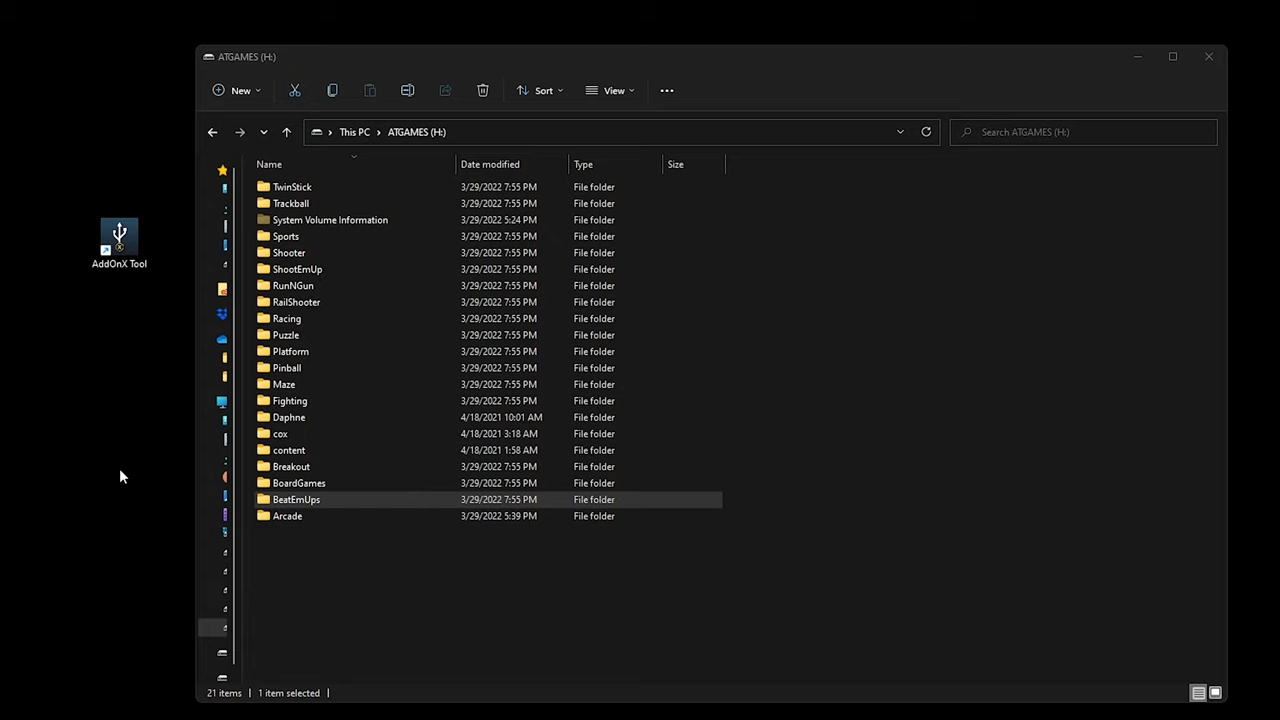 ATGAMES (H:)
New
Sort
View
This PC
ATGAMES (H:)
Search ATGAMES (H:)
Name Date modified Type Size
TwinStick 3/29/2022 7:55 PM File folder
Trackball 3/29/2022 7:55 PM File folder
System Volume Information 3/29/2022 5:24 PM File folder
Sports 3/29/2022 7:55 PM File folder
Shooter 3/29/2022 7:55 PM File folder
ShootEmUp 3/29/2022 7:55 PM File folder
RunNGun 3/29/2022 7:55 PM File folder
RailShooter 3/29/2022 7:55 PM File folder
Racing 3/29/2022 7:55 PM File folder
Puzzle 3/29/2022 7:55 PM File folder
Platform 3/29/2022 7:55 PM File folder
Pinball 3/29/2022 7:55 PM File folder
Maze 3/29/2022 7:55 PM File folder
Fighting 3/29/2022 7:55 PM File folder
Daphne 4/18/2021 10:01 AM File folder
cox 4/18/2021 3:18 AM File folder
content 4/18/2021 1:58 AM File folder
Breakout 3/29/2022 7:55 PM File folder
BoardGames 3/29/2022 7:55 PM File folder
BeatEmUps 3/29/2022 7:55 PM File folder
Arcade 3/29/2022 5:39 PM File folder
AddOnX Tool
21 items 1 item selected